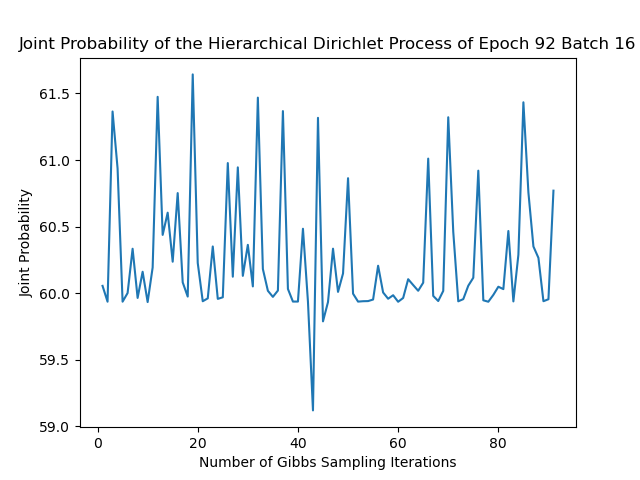 Joint Probability of the Hierarchical Dirichlet Process of Epoch 92 Batch 16
61.5
61.0
60.5
60.0
59.5
59.0
Joint Probability
0 20 40 60 80
Number of Gibbs Sampling Iterations